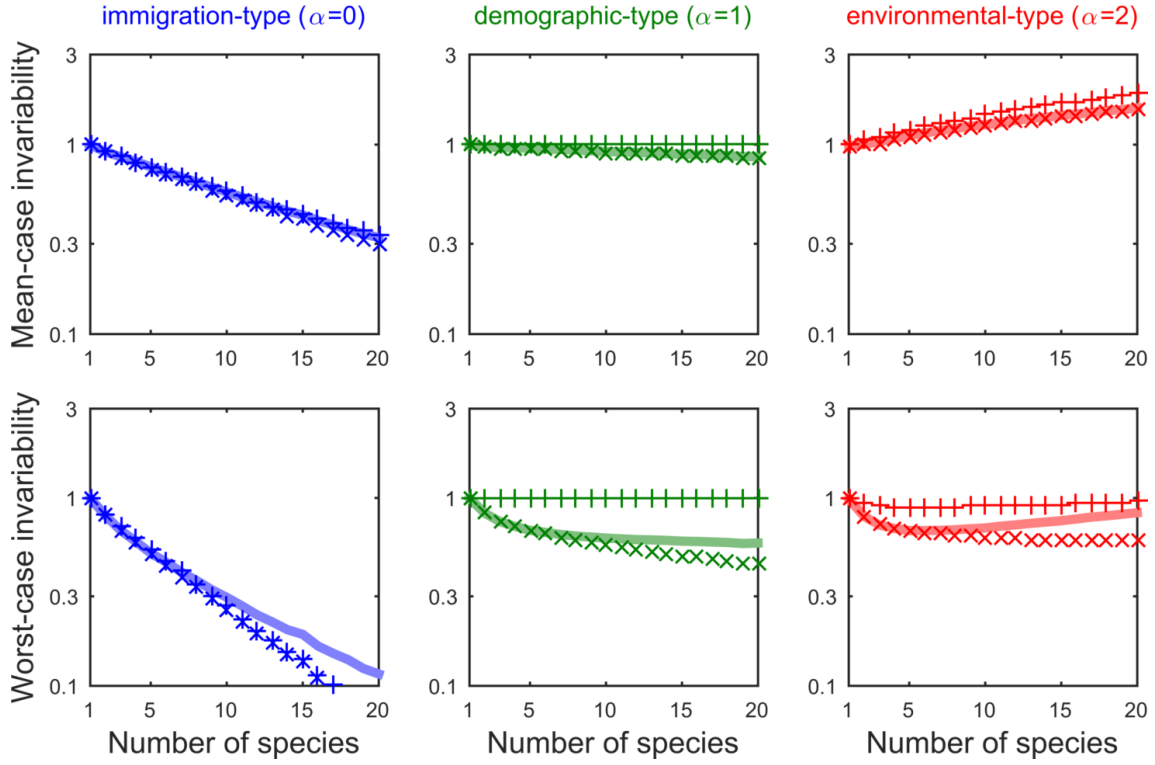 immigration-type (α=0)
demographic-type (α=1)
environmental-type (α=2)
Mean-case invariability
3
1
0.3
0.1
1 5 10 15 20
3
1
0.3
0.1
1 5 10 15 20
3
1
0.3
0.1
1 5 10 15 20
Worst-case invariability
3
1
0.3
0.1
1 5 10 15 20
Number of species
3
1
0.3
0.1
1 5 10 15 20
Number of species
3
1
0.3
0.1
1 5 10 15 20
Number of species